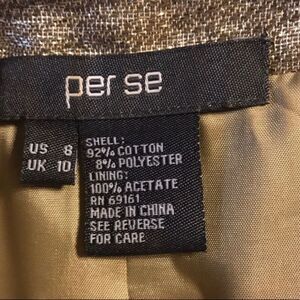 per se
US 8
UK 10
SHELL:
92% COTTON
8% POLYESTER
LINING:
100% ACETATE
RN 69161
MADE IN CHINA
SEE REVERSE
FOR CARE